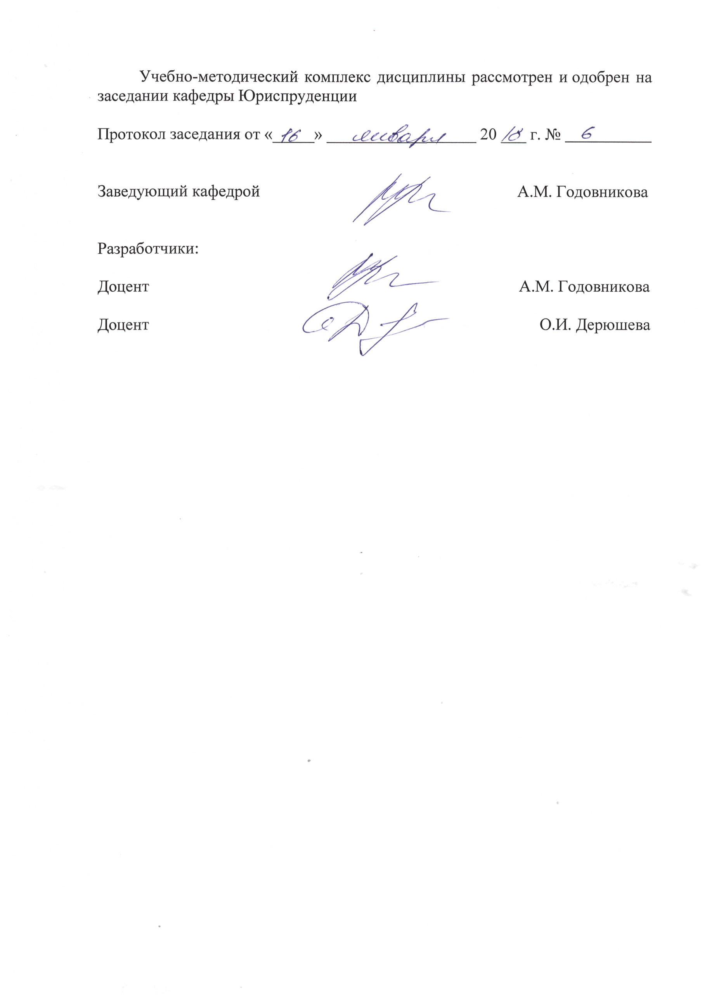 Учебно-методический комплекс дисциплины рассмотрен и одобрен на
заседании кафедры Юриспруденции
Протокол заседания от «16» января 2018 г. № 6
Заведующий кафедрой А.М. Годовникова
Разработчики:
Доцент А.М. Годовникова
Доцент О.И. Дерюшева